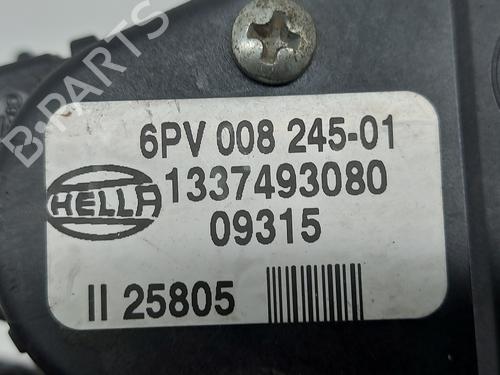 B-PARTS
6PV 008 245-01
HELLA
1337493080
09315
II 25805